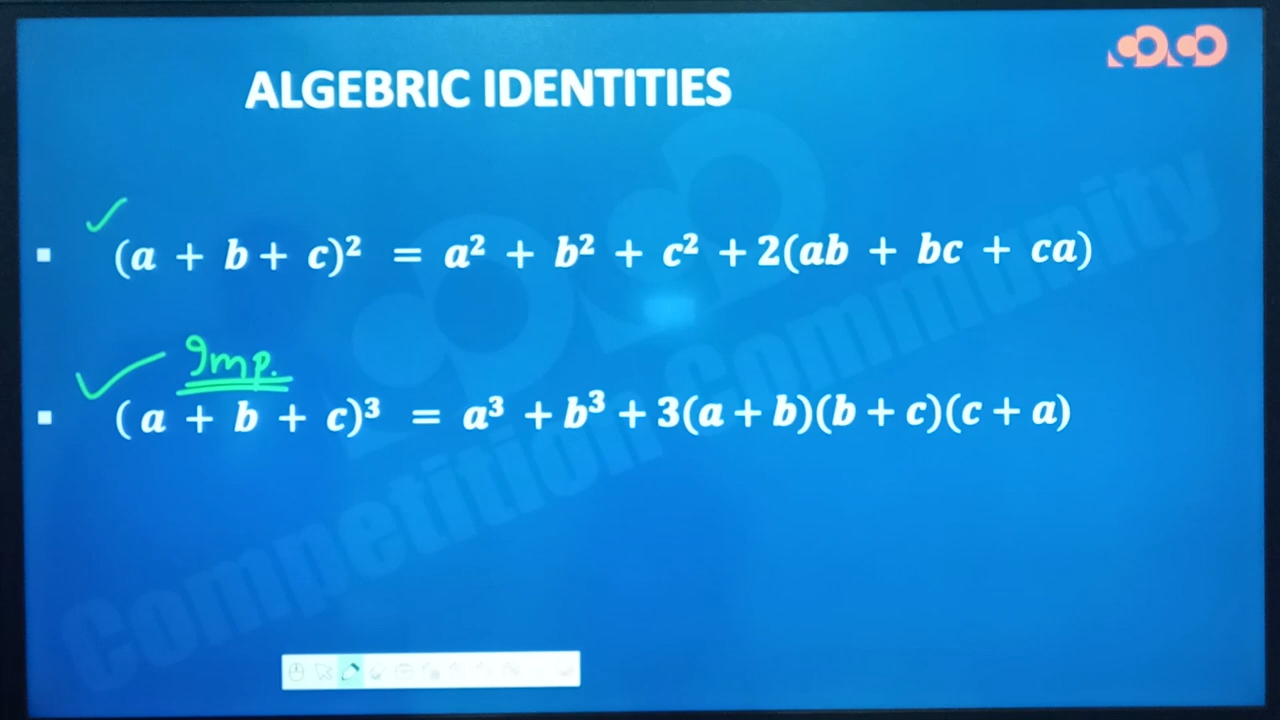 ALGEBRIC IDENTITIES
▪ (a + b + c)² = a² + b² + c² + 2(ab + bc + ca)
Imp.
▪ (a + b + c)³ = a³ + b³ + 3(a + b)(b + c)(c + a)
Competition Community